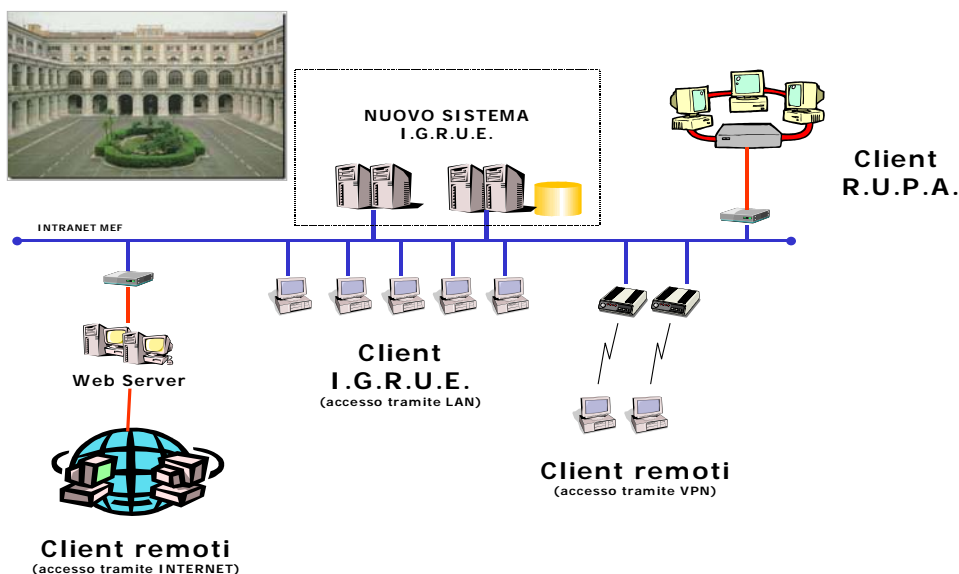 NUOVO SISTEMA
I.G.R.U.E.
Client
R.U.P.A.
INTRANET MEF
Client
I.G.R.U.E.
(accesso tramite LAN)
Web Server
Client remoti
(accesso tramite VPN)
Client remoti
(accesso tramite INTERNET)